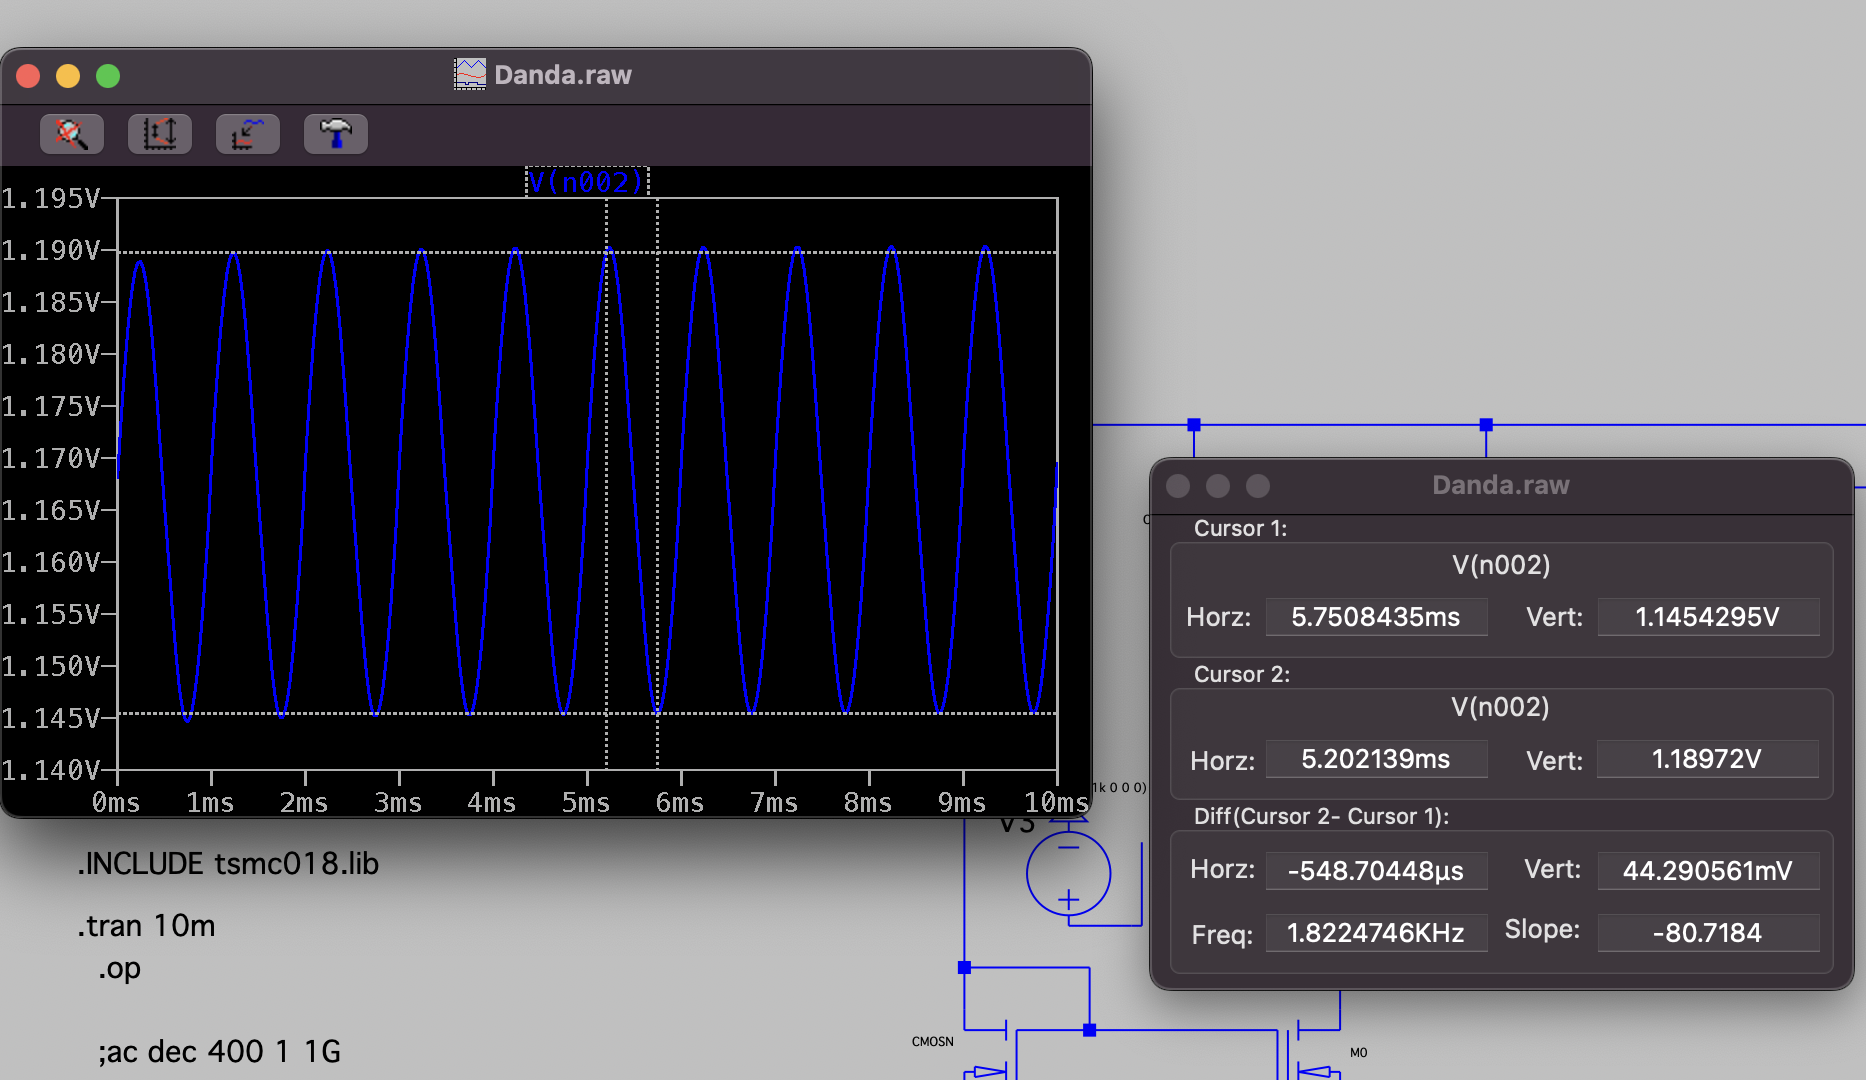 Danda.raw
V(n002)
1.195V
1.190V
1.185V
1.180V
1.175V
1.170V
1.165V
1.160V
1.155V
1.150V
1.145V
1.140V
0ms 1ms 2ms 3ms 4ms 5ms 6ms 7ms 8ms 9ms 10ms
Danda.raw
Cursor 1:
V(n002)
Horz: 5.7508435ms Vert: 1.1454295V
Cursor 2:
V(n002)
Horz: 5.202139ms Vert: 1.18972V
Diff(Cursor 2- Cursor 1):
Horz: -548.70448µs Vert: 44.290561mV
Freq: 1.8224746KHz Slope: -80.7184
1k 0 0 0)
V3
.INCLUDE tsmc018.lib
.tran 10m
.op
;ac dec 400 1 1G
CMOSN
M0